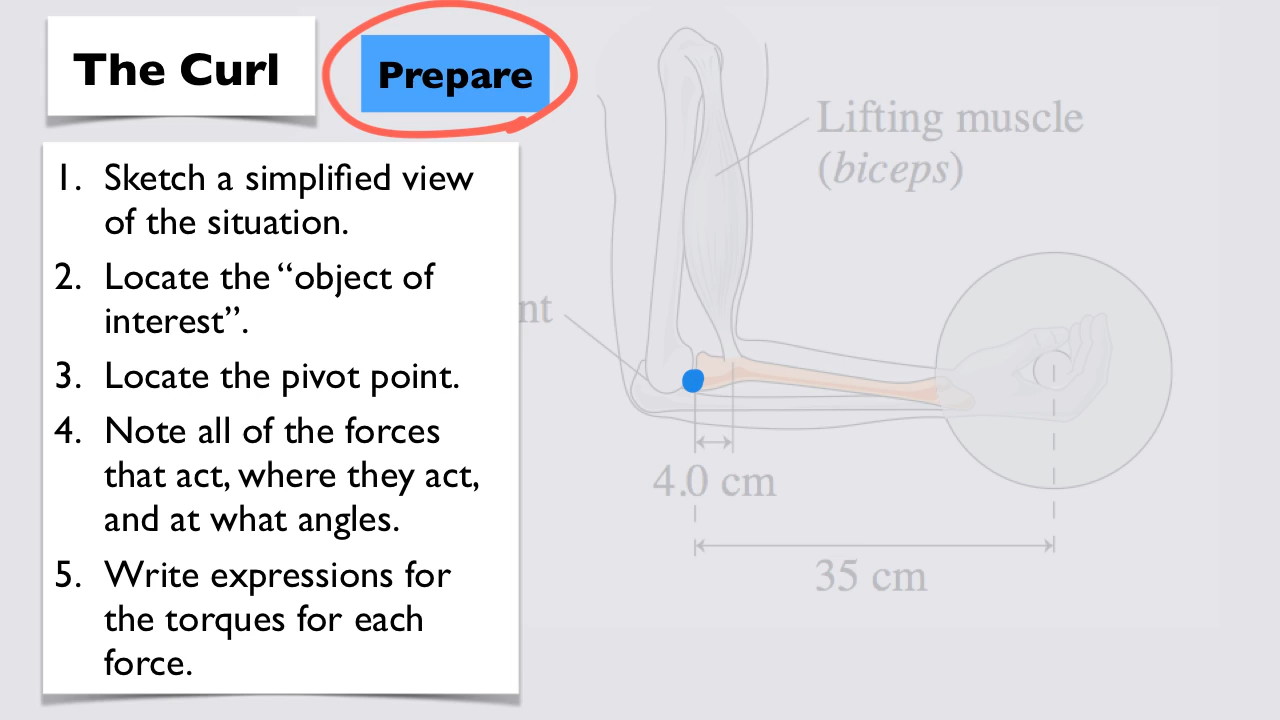 The Curl
Prepare
1. Sketch a simplified view
of the situation.
2. Locate the “object of
interest”.
3. Locate the pivot point.
4. Note all of the forces
that act, where they act,
and at what angles.
5. Write expressions for
the torques for each
force.
Lifting muscle
(biceps)
nt
4.0 cm
35 cm